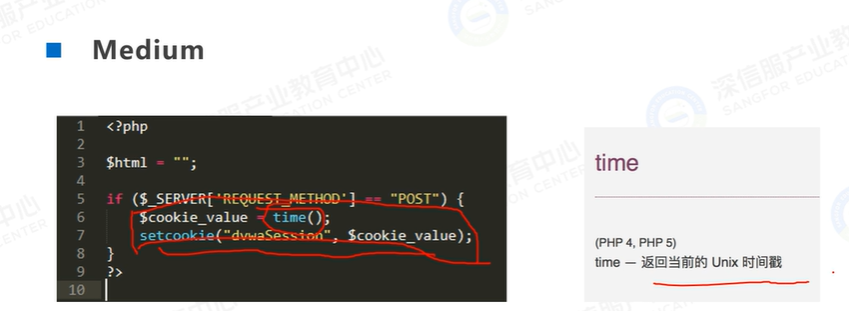 Medium
1 <?php
2
3 $html = "";
4
5 if ($_SERVER['REQUEST_METHOD'] == "POST") {
6 $cookie_value = time();
7 setcookie("dvwaSession", $cookie_value);
8 }
9 ?>
10
time
(PHP 4, PHP 5)
time — 返回当前的 Unix 时间戳
深信服产业教育中心
SANGFOR EDUCATION CENTER